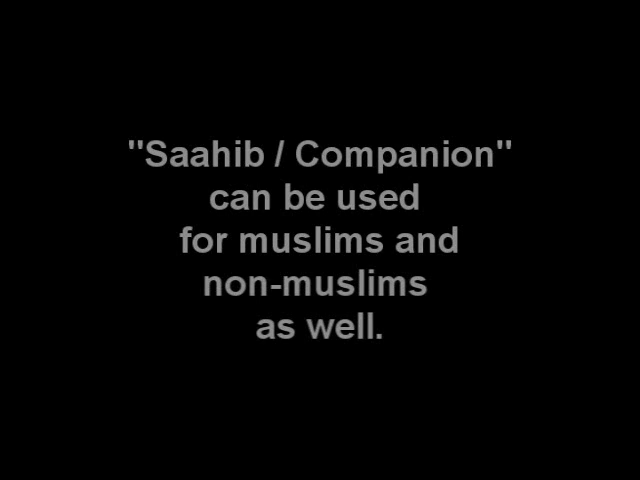 "Saahib / Companion"
can be used
for muslims and
non-muslims
as well.